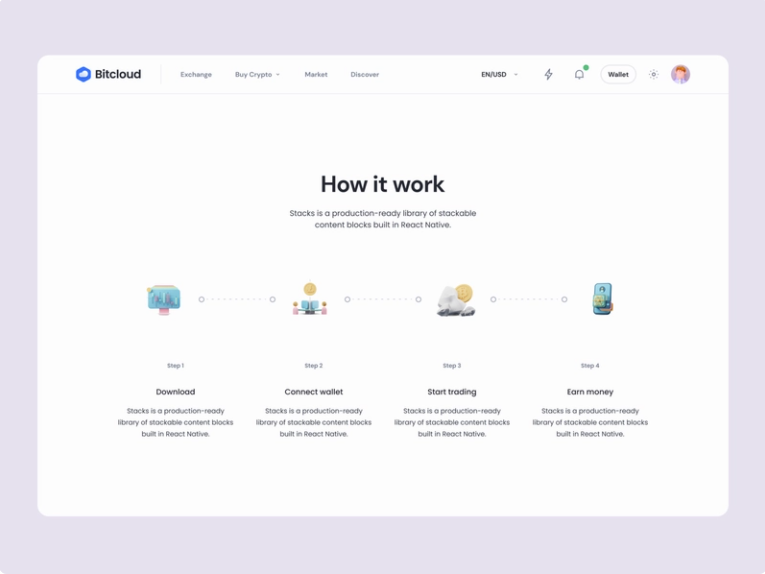 Bitcloud
Exchange
Buy Crypto
Market
Discover
EN/USD
Wallet
How it work
Stacks is a production-ready library of stackable
content blocks built in React Native.
Step 1
Step 2
Step 3
Step 4
Download
Connect wallet
Start trading
Earn money
Stacks is a production-ready
library of stackable content blocks
built in React Native.
Stacks is a production-ready
library of stackable content blocks
built in React Native.
Stacks is a production-ready
library of stackable content blocks
built in React Native.
Stacks is a production-ready
library of stackable content blocks
built in React Native.